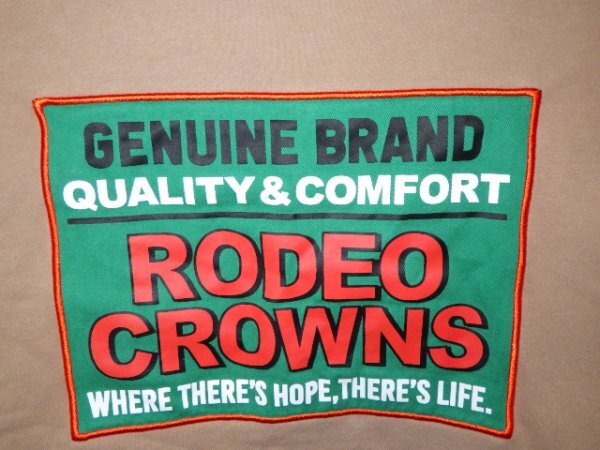 GENUINE BRAND
QUALITY & COMFORT
RODEO
CROWNS
WHERE THERE'S HOPE, THERE'S LIFE.